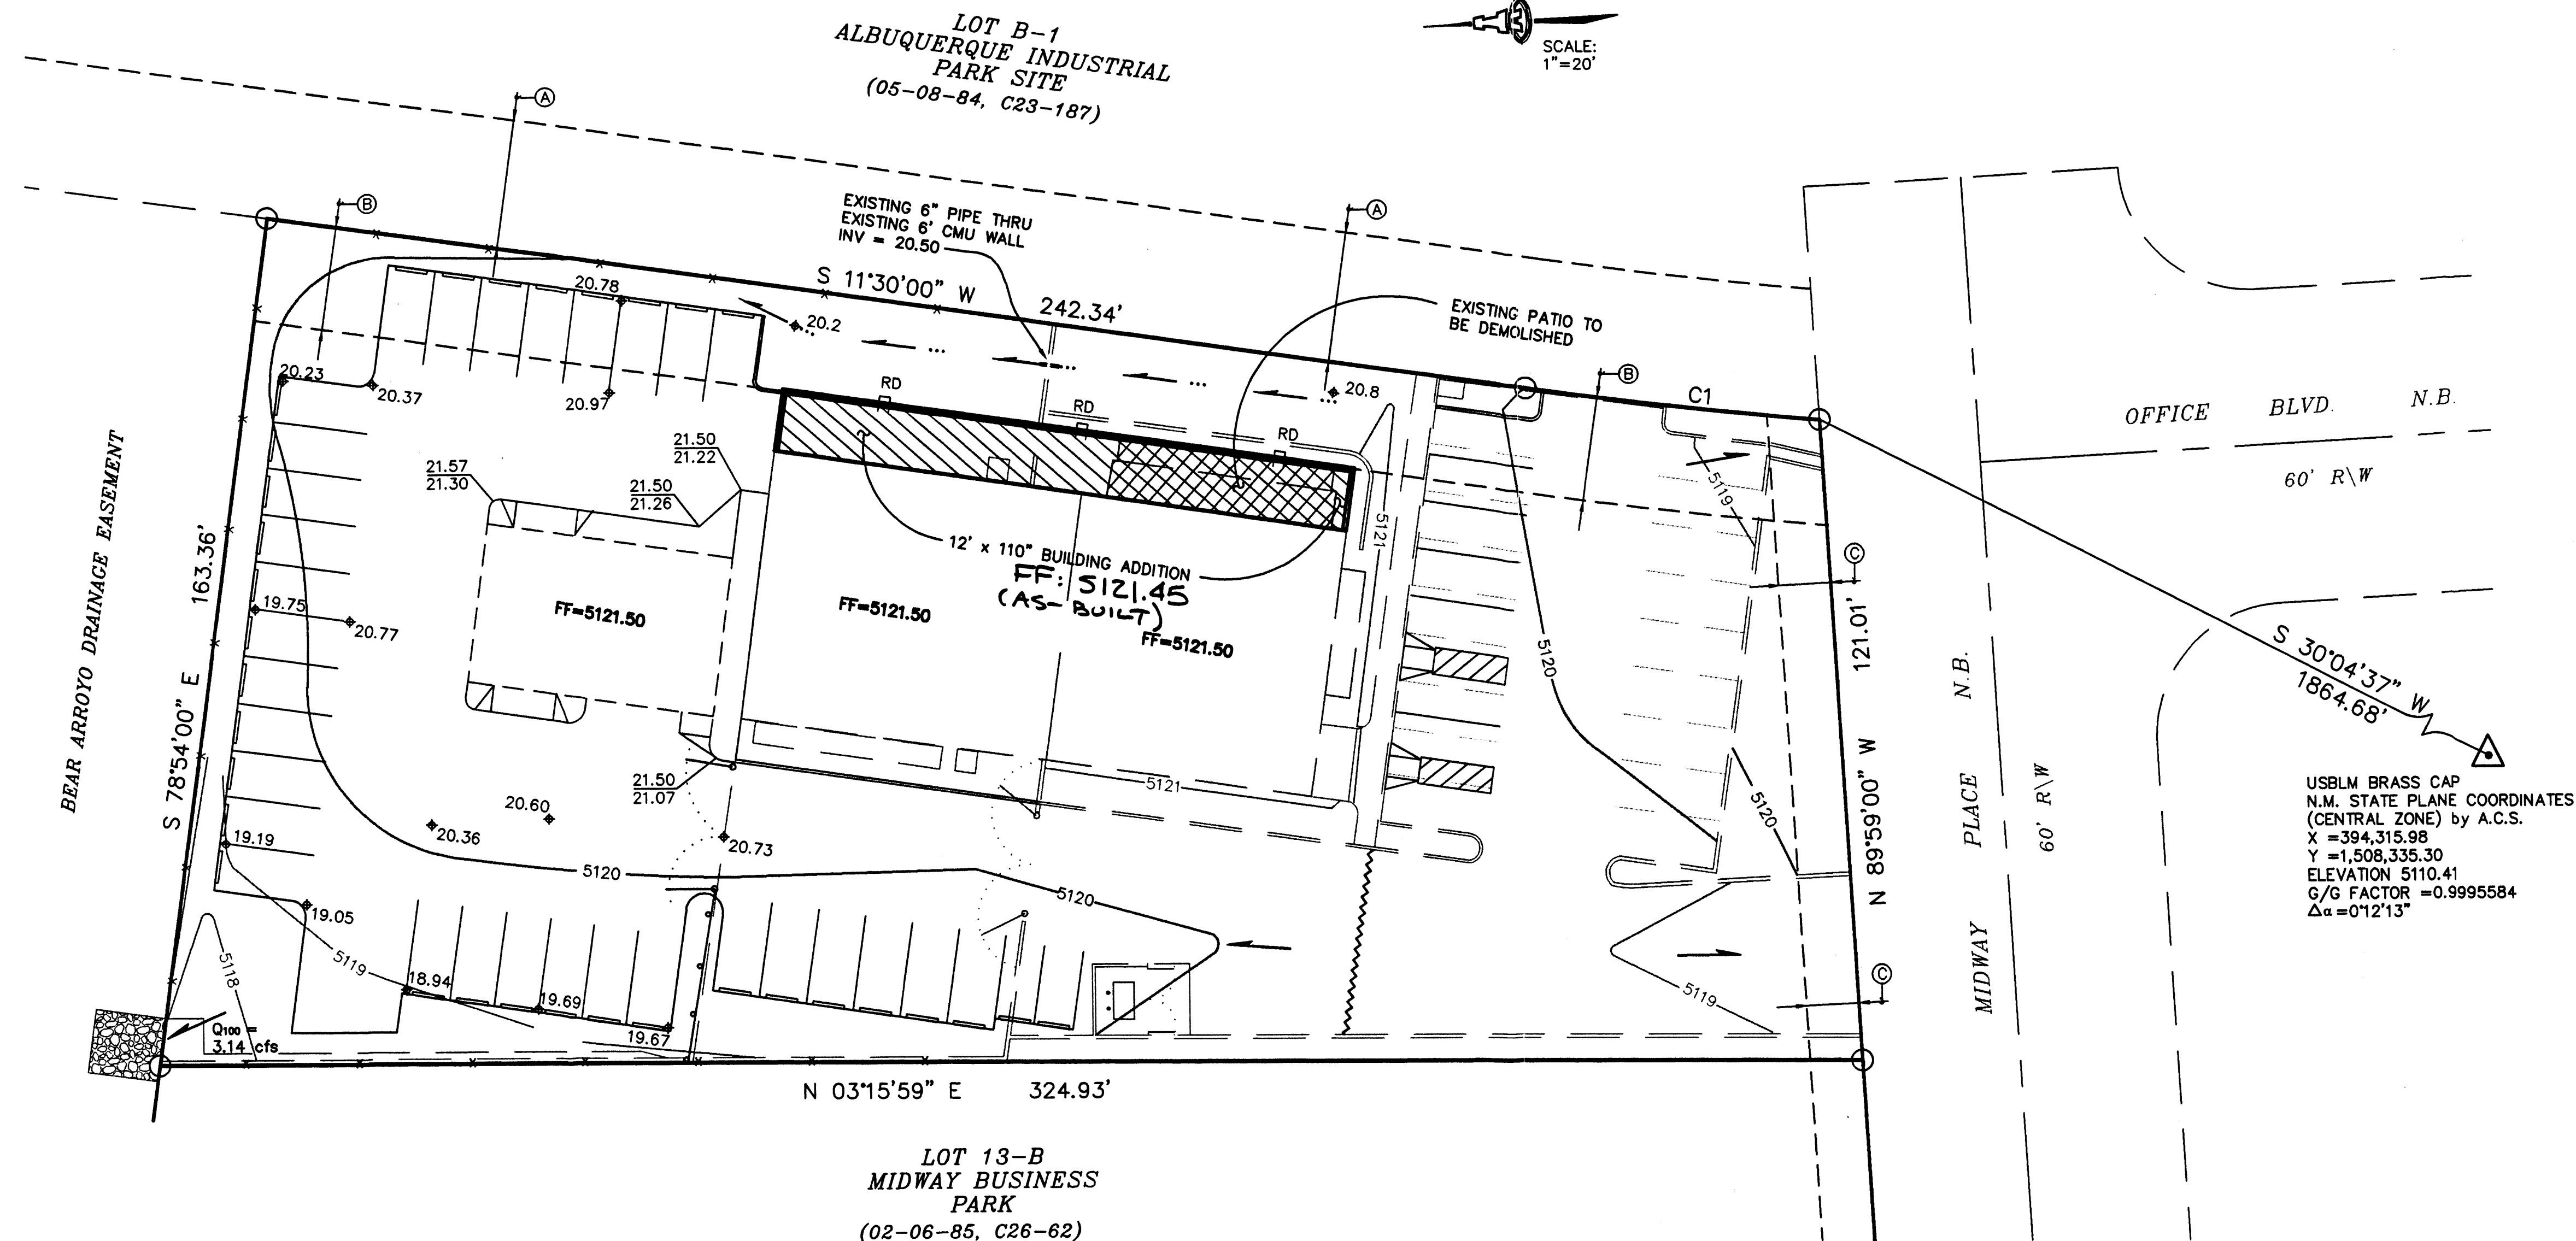 LOT B-1
ALBUQUERQUE INDUSTRIAL
PARK SITE
(05-08-84, C23-187)
SCALE:
1"=20'
A
B
A
B
EXISTING 6" PIPE THRU
EXISTING 6' CMU WALL
INV = 20.50
S 11°30'00" W 242.34'
EXISTING PATIO TO
BE DEMOLISHED
C1
20.78
20.2
20.8
20.23
20.37
20.97
RD
RD
RD
OFFICE BLVD. N.B.
60' R\W
21.50
21.22
21.57
21.30
21.50
21.26
5119
5121
C
12' x 110" BUILDING ADDITION
FF: 5121.45
(AS-BUILT)
FF=5121.50
FF=5121.50
FF=5121.50
BEAR ARROYO DRAINAGE EASEMENT
S 78°54'00" E 163.36'
19.75
20.77
5120
N 89°59'00" W 121.01'
MIDWAY PLACE N.B.
60' R\W
S 30°04'37" W
1864.68'
USBLM BRASS CAP
N.M. STATE PLANE COORDINATES
(CENTRAL ZONE) by A.C.S.
X =394,315.98
Y =1,508,335.30
ELEVATION 5110.41
G/G FACTOR =0.9995584
Δα=0°12'13"
21.50
21.07
5121
5120
20.60
20.36
20.73
19.19
5120
5120
19.05
5118
5119
18.94
19.69
19.67
5119
C
Q100 =
3.14 cfs
N 03°15'59" E 324.93'
LOT 13-B
MIDWAY BUSINESS
PARK
(02-06-85, C26-62)